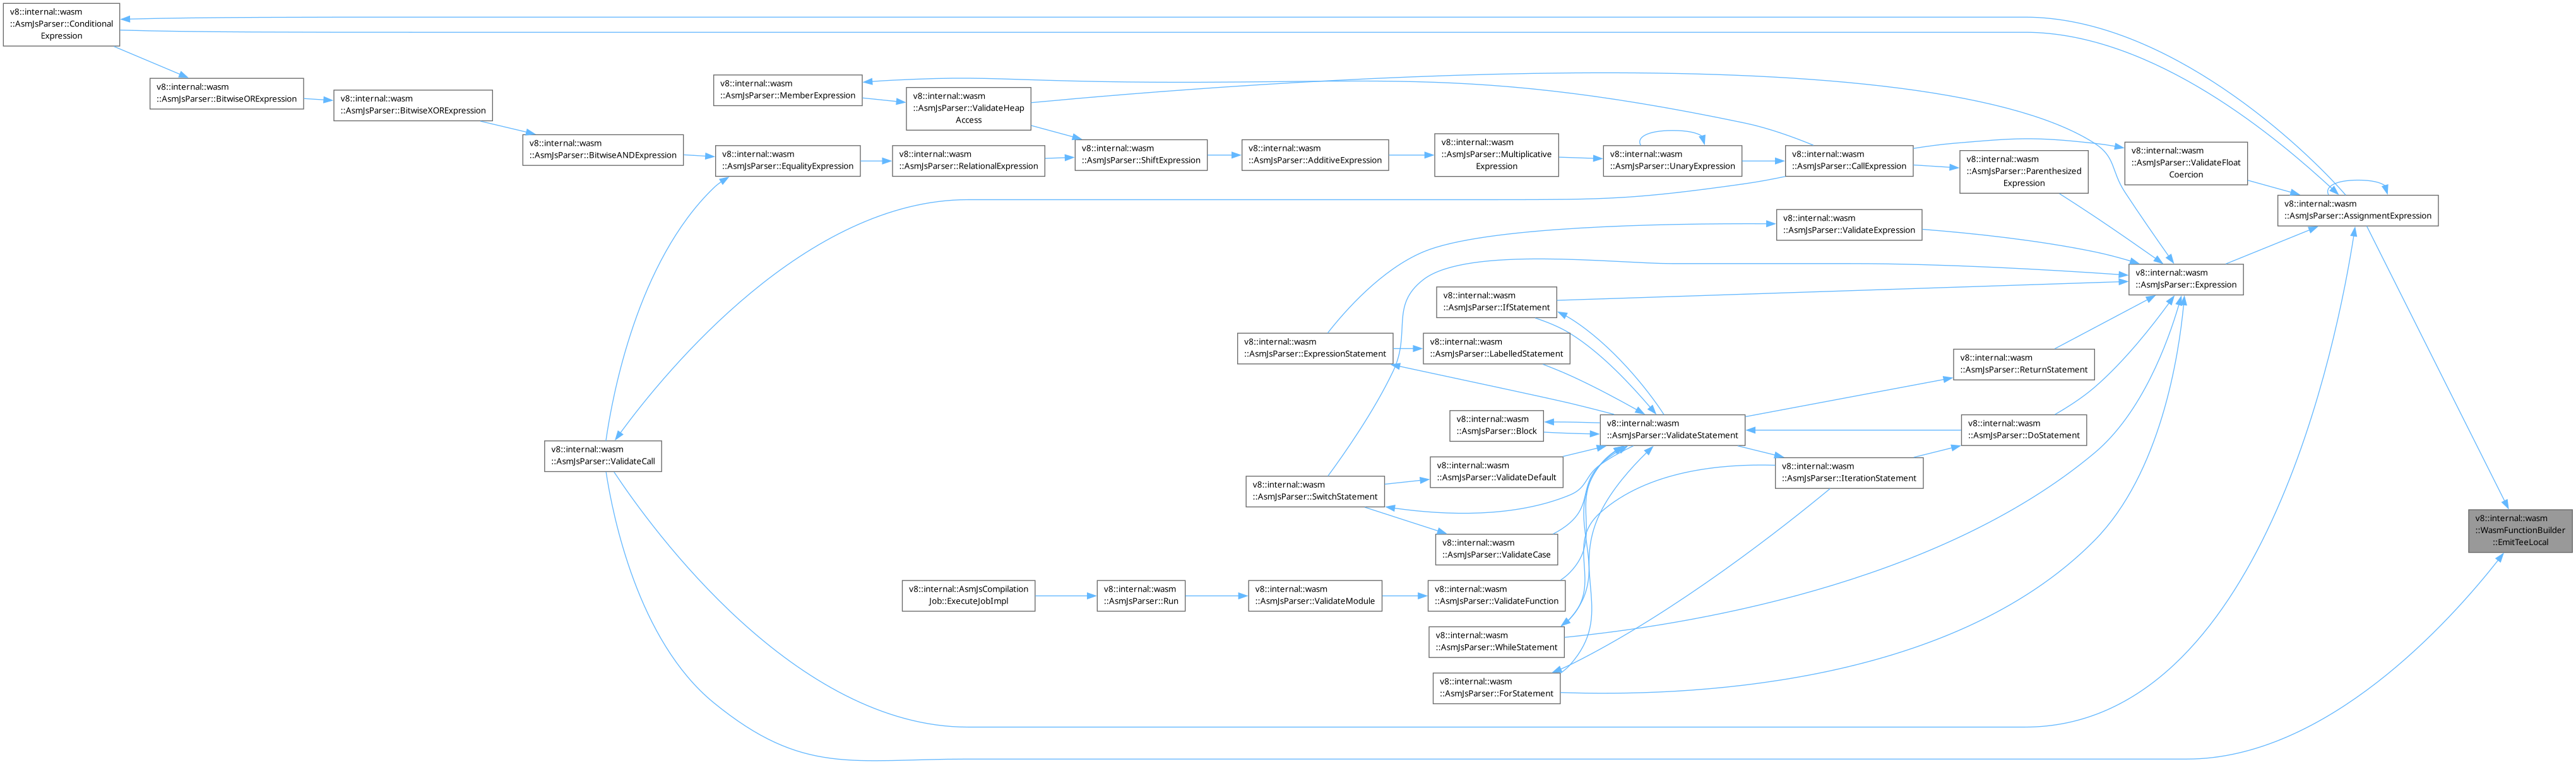 v8::internal::wasm
::AsmJsParser::Conditional
Expression
v8::internal::wasm
::AsmJsParser::BitwiseORExpression
v8::internal::wasm
::AsmJsParser::BitwiseXORExpression
v8::internal::wasm
::AsmJsParser::BitwiseANDExpression
v8::internal::wasm
::AsmJsParser::MemberExpression
v8::internal::wasm
::AsmJsParser::EqualityExpression
v8::internal::wasm
::AsmJsParser::ValidateHeap
Access
v8::internal::wasm
::AsmJsParser::RelationalExpression
v8::internal::wasm
::AsmJsParser::ShiftExpression
v8::internal::wasm
::AsmJsParser::AdditiveExpression
v8::internal::wasm
::AsmJsParser::Multiplicative
Expression
v8::internal::wasm
::AsmJsParser::UnaryExpression
v8::internal::wasm
::AsmJsParser::CallExpression
v8::internal::wasm
::AsmJsParser::Parenthesized
Expression
v8::internal::wasm
::AsmJsParser::ValidateFloat
Coercion
v8::internal::wasm
::AsmJsParser::AssignmentExpression
v8::internal::wasm
::AsmJsParser::ValidateExpression
v8::internal::wasm
::AsmJsParser::Expression
v8::internal::wasm
::AsmJsParser::IfStatement
v8::internal::wasm
::AsmJsParser::ExpressionStatement
v8::internal::wasm
::AsmJsParser::LabelledStatement
v8::internal::wasm
::AsmJsParser::ReturnStatement
v8::internal::wasm
::AsmJsParser::Block
v8::internal::wasm
::AsmJsParser::ValidateStatement
v8::internal::wasm
::AsmJsParser::DoStatement
v8::internal::wasm
::AsmJsParser::ValidateCall
v8::internal::wasm
::AsmJsParser::ValidateDefault
v8::internal::wasm
::AsmJsParser::IterationStatement
v8::internal::wasm
::AsmJsParser::SwitchStatement
v8::internal::wasm
::AsmJsParser::ValidateCase
v8::internal::wasm
::WasmFunctionBuilder
::EmitTeeLocal
v8::internal::AsmJsCompilation
Job::ExecuteJobImpl
v8::internal::wasm
::AsmJsParser::Run
v8::internal::wasm
::AsmJsParser::ValidateModule
v8::internal::wasm
::AsmJsParser::ValidateFunction
v8::internal::wasm
::AsmJsParser::WhileStatement
v8::internal::wasm
::AsmJsParser::ForStatement